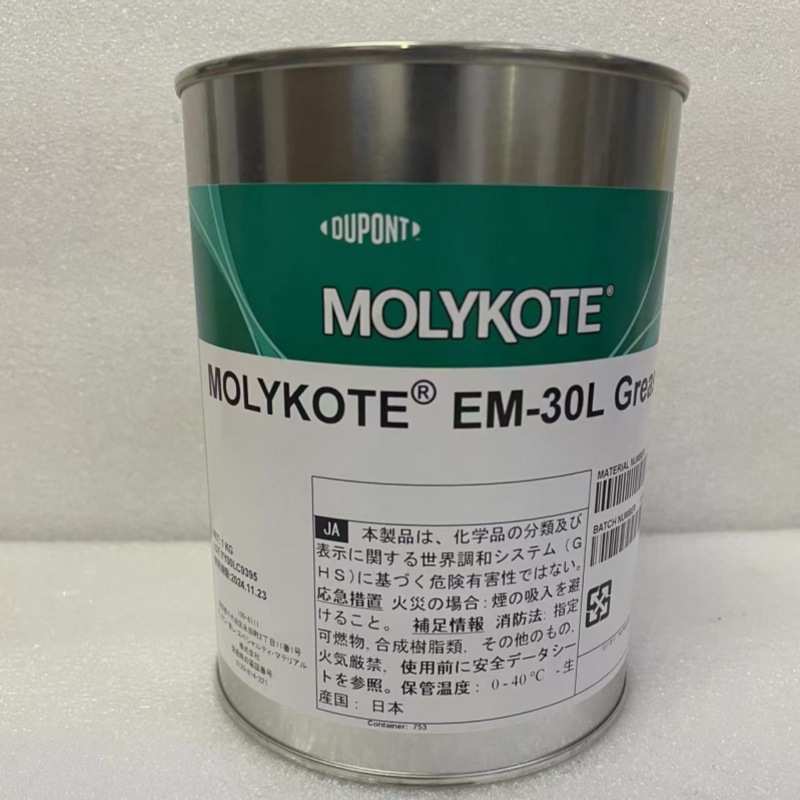 DUPONT
MOLYKOTE®
MOLYKOTE® EM-30L Grea
MATERIAL NUMBER
BATCH NUMBER
JA 本製品は、化学品の分類及び
表示に関する世界調和システム（G
HS)に基づく危険有害性ではない。
応急措置 火災の場合:煙の吸入を避
けること。 補足情報 消防法:指定
可燃物,合成樹脂類. その他のもの.
火気厳禁. 使用前に安全データシー
トを参照。保管温度: 0-40℃ -生
産国: 日本
Container: 753
1 KG
2024.11.23
株式会社